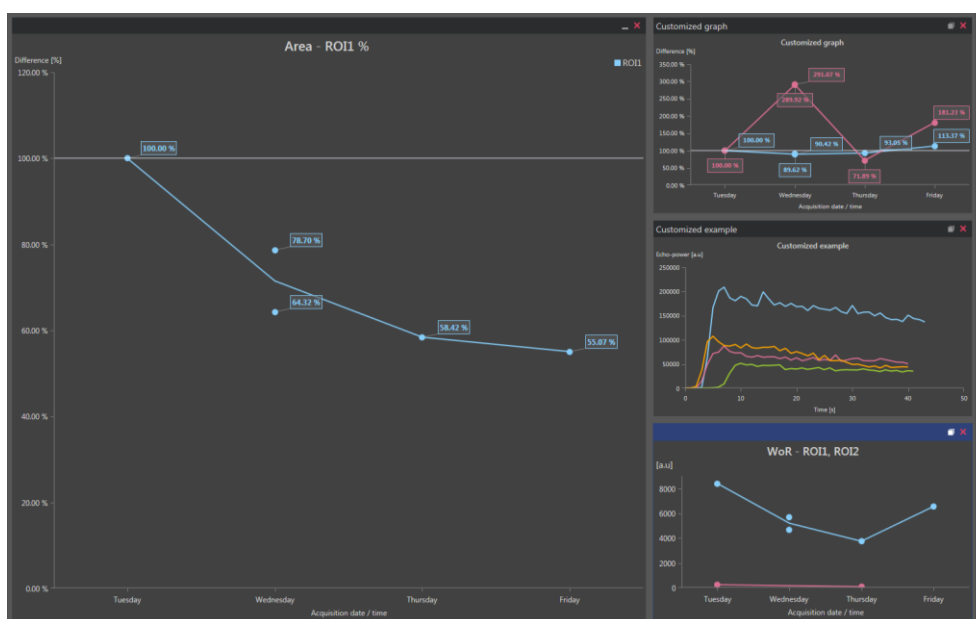 Area - ROI1 %
Difference [%]
ROI1
120.00 %
100.00 %
80.00 %
60.00 %
40.00 %
20.00 %
0.00 %
100.00 %
78.70 %
64.32 %
58.42 %
55.07 %
Tuesday Wednesday Thursday Friday
Acquisition date / time
Customized graph
Customized graph
Difference [%]
350.00 %
300.00 %
250.00 %
200.00 %
150.00 %
100.00 %
50.00 %
0.00 %
291.07 %
289.92 %
181.27 %
100.00 %
90.42 %
93.05 %
113.37 %
100.00 %
89.62 %
71.89 %
Tuesday Wednesday Thursday Friday
Acquisition date / time
Customized example
Customized example
Echo-power [a.u]
250000
200000
150000
100000
50000
0
0 10 20 30 40 50
Time [s]
WoR - ROI1, ROI2
[a.u]
8000
6000
4000
2000
0
Tuesday Wednesday Thursday Friday
Acquisition date / time